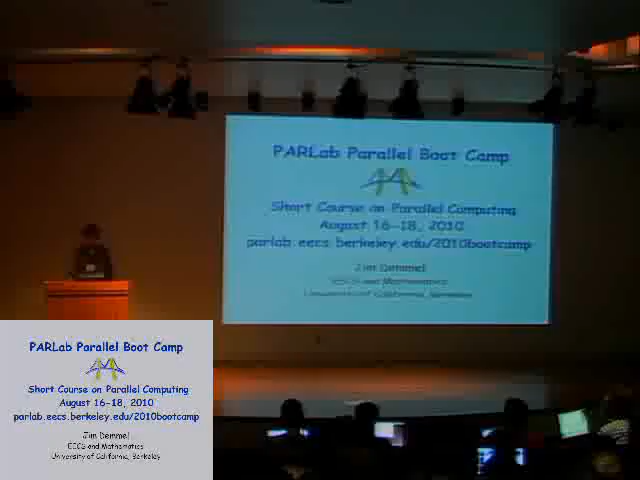 PARLab Parallel Boot Camp
Short Course on Parallel Computing
August 16-18, 2010
parlab.eecs.berkeley.edu/2010bootcamp
Jim Demmel
EECS and Mathematics
University of California, Berkeley
PARLab Parallel Boot Camp
Short Course on Parallel Computing
August 16-18, 2010
parlab.eecs.berkeley.edu/2010bootcamp
Jim Demmel
EECS and Mathematics
University of California, Berkeley